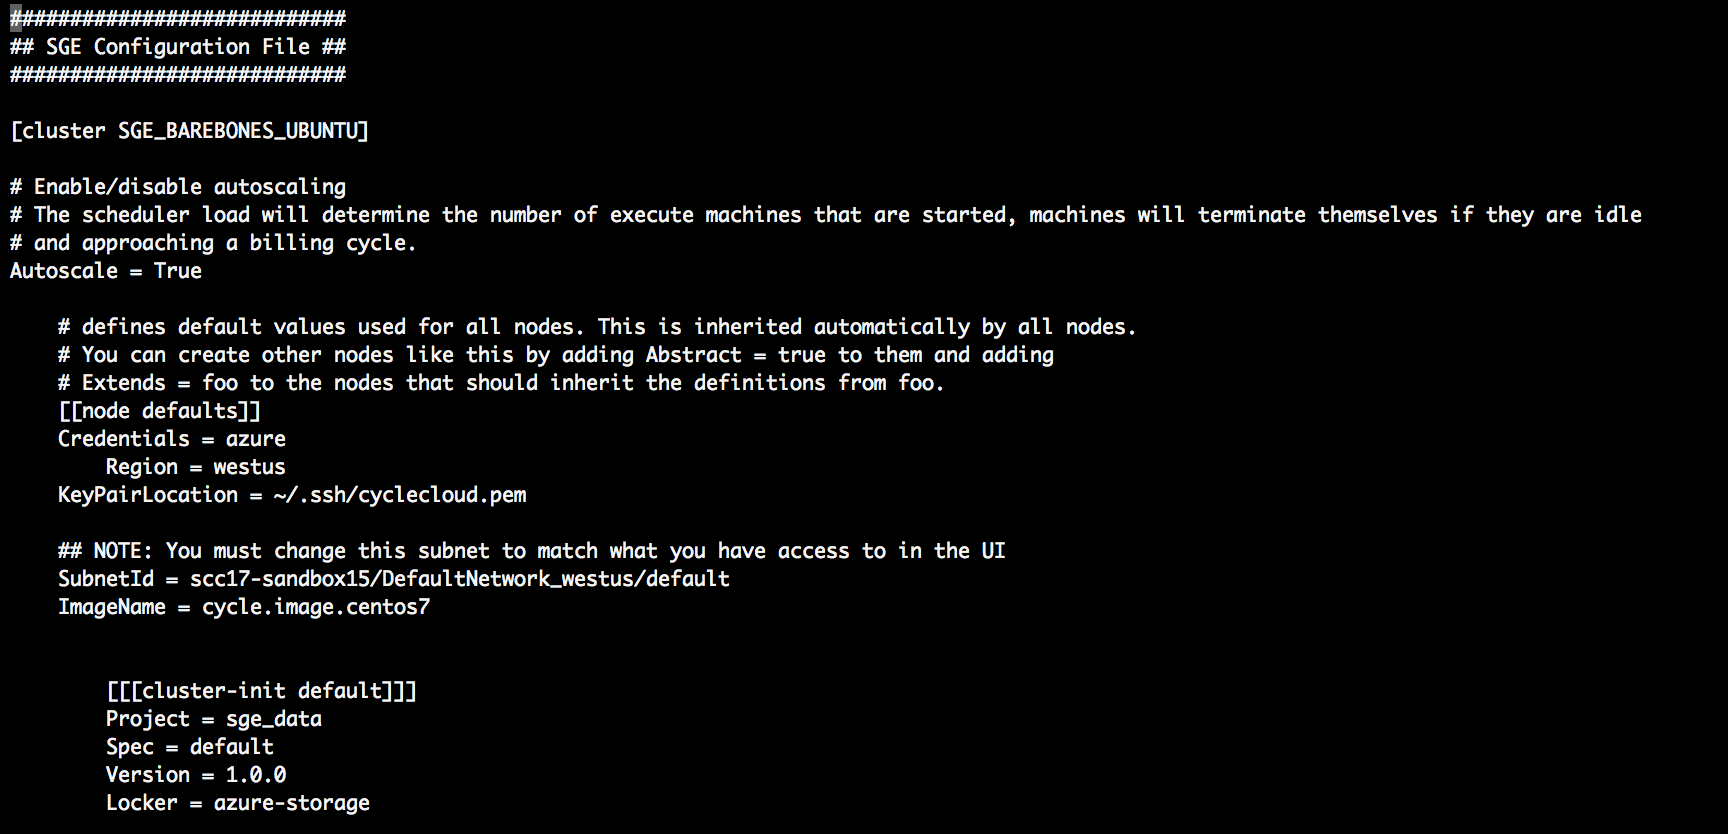 ############################
## SGE Configuration File ##
############################

[cluster SGE_BAREBONES_UBUNTU]

# Enable/disable autoscaling
# The scheduler load will determine the number of execute machines that are started, machines will terminate themselves if they are idle
# and approaching a billing cycle.
Autoscale = True

    # defines default values used for all nodes. This is inherited automatically by all nodes.
    # You can create other nodes like this by adding Abstract = true to them and adding
    # Extends = foo to the nodes that should inherit the definitions from foo.
    [[node defaults]]
    Credentials = azure
        Region = westus
    KeyPairLocation = ~/.ssh/cyclecloud.pem

    ## NOTE: You must change this subnet to match what you have access to in the UI
    SubnetId = scc17-sandbox15/DefaultNetwork_westus/default
    ImageName = cycle.image.centos7


        [[[cluster-init default]]]
        Project = sge_data
        Spec = default
        Version = 1.0.0
        Locker = azure-storage